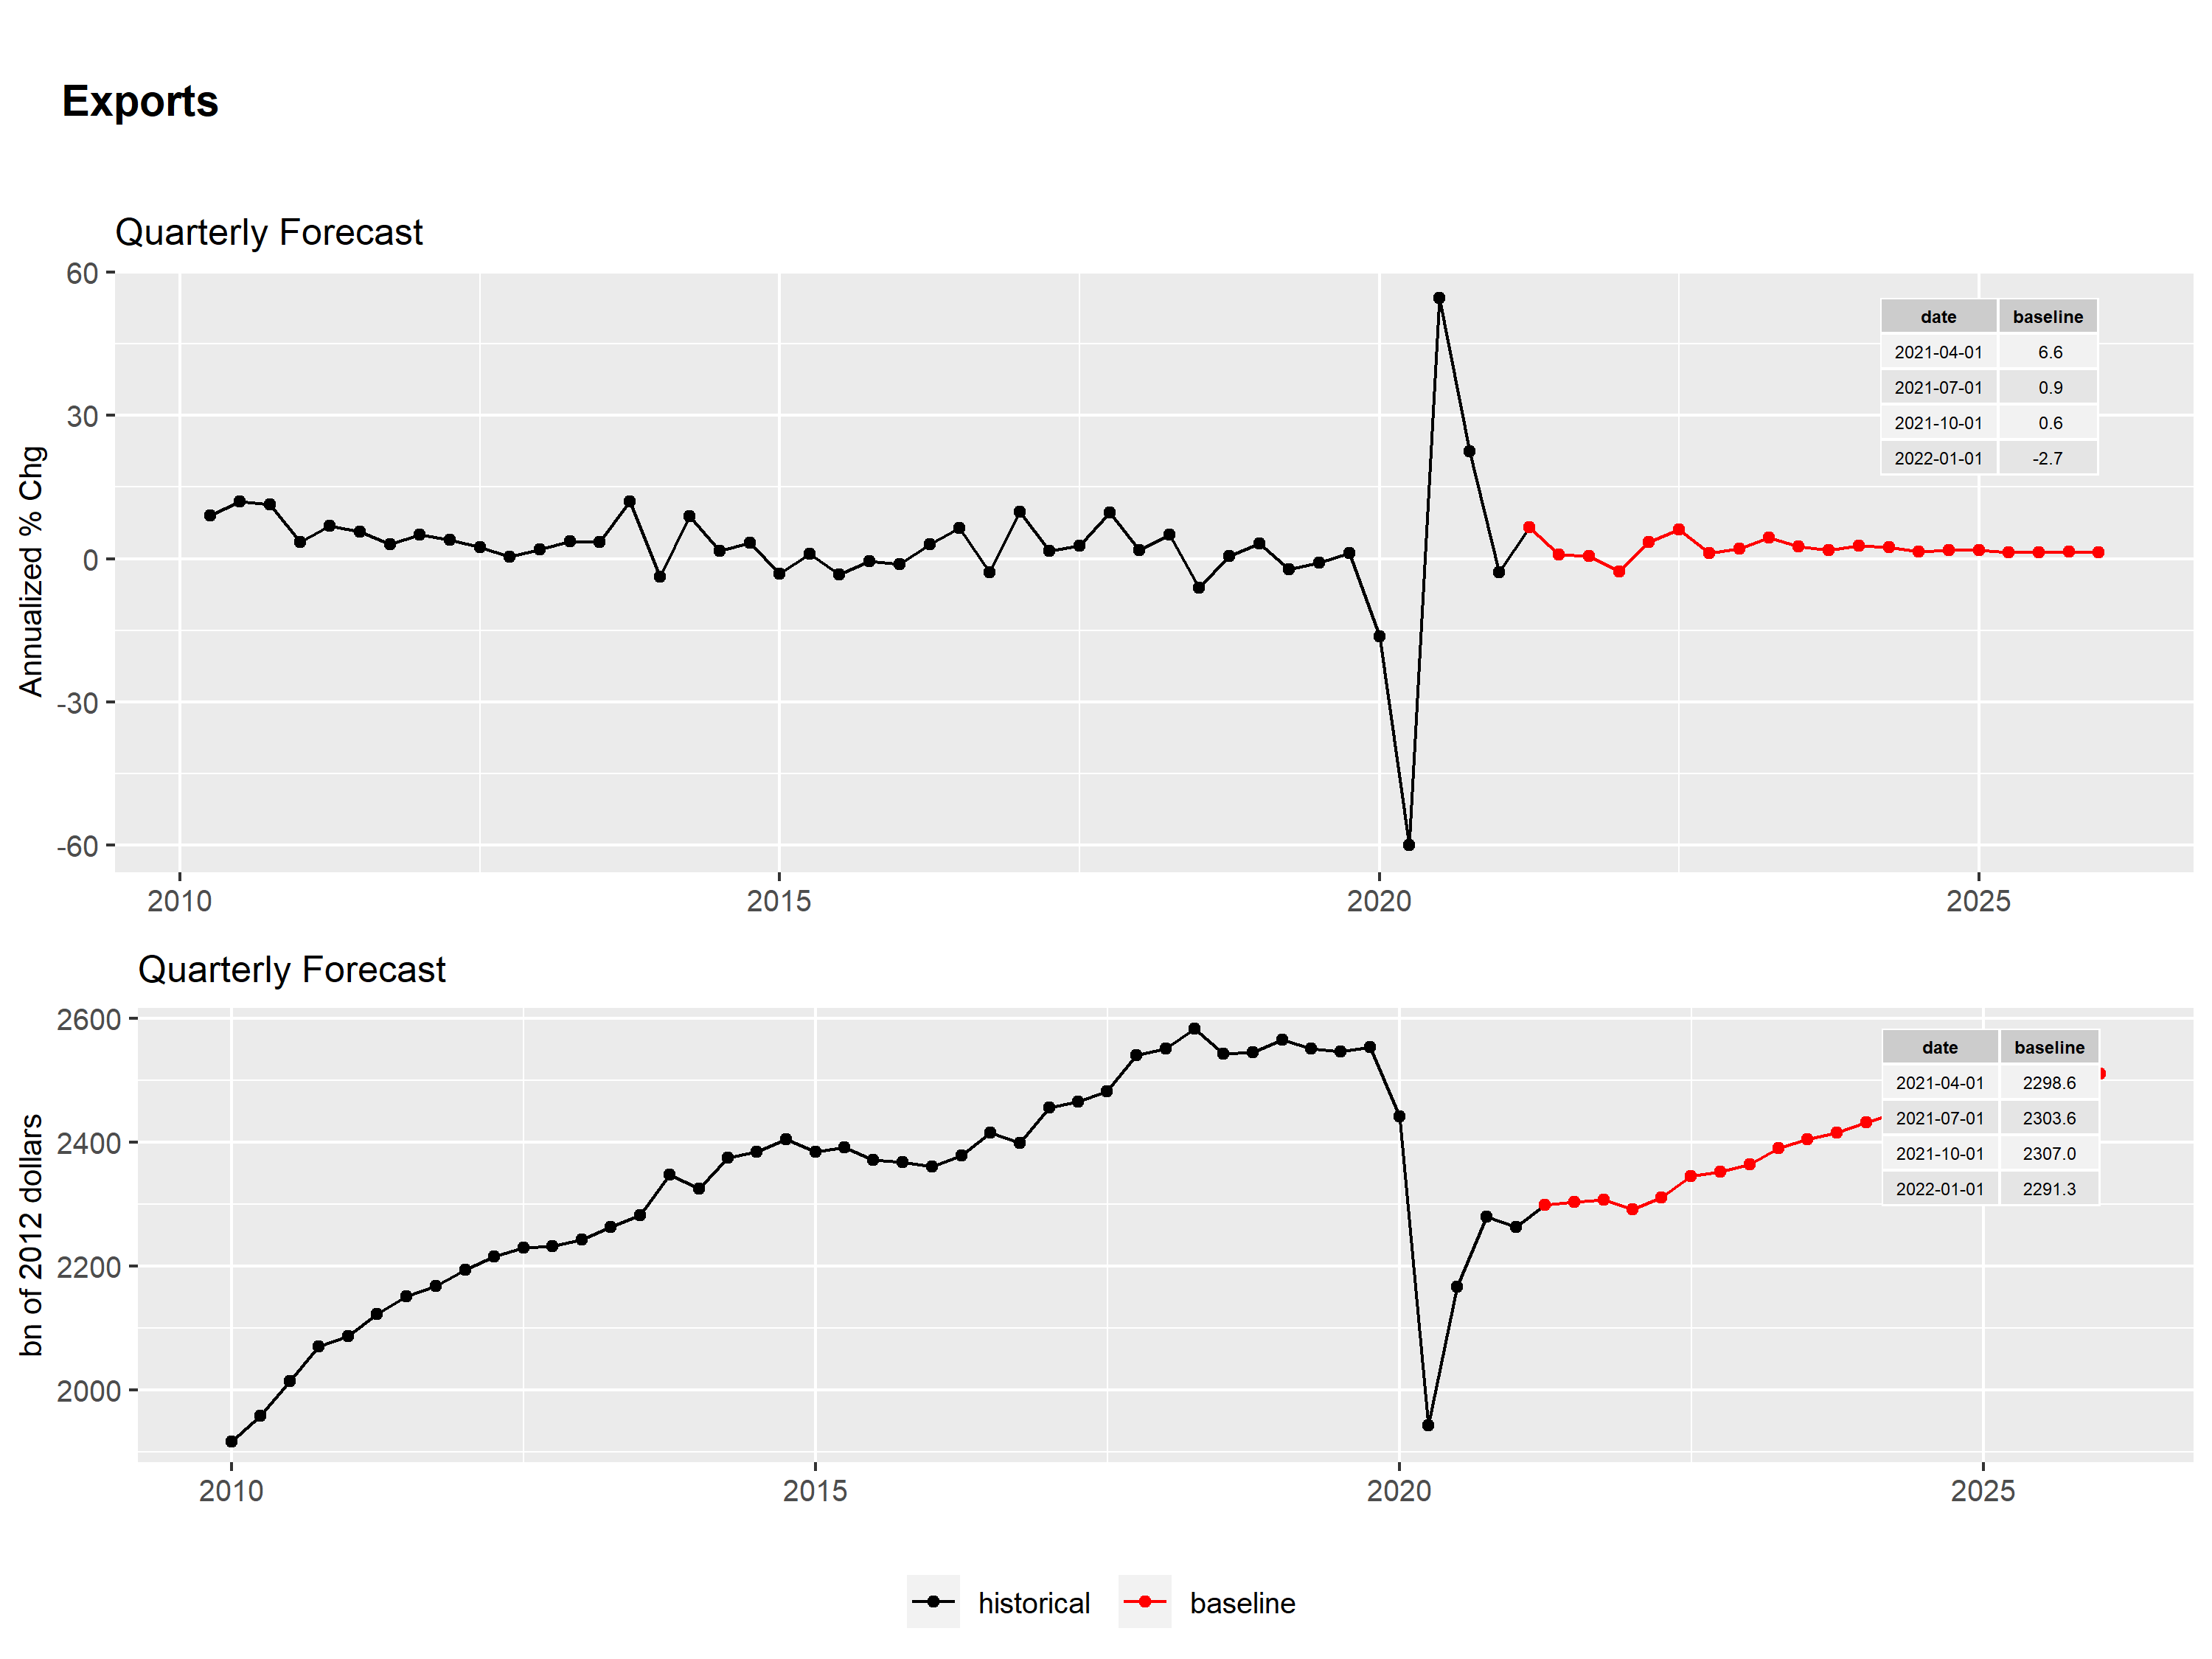 Exports
Quarterly Forecast
Annualized % Chg
60
30
0
-30
-60
date baseline
2021-04-01 6.6
2021-07-01 0.9
2021-10-01 0.6
2022-01-01 -2.7
2010 2015 2020 2025
Quarterly Forecast
bn of 2012 dollars
2600
2400
2200
2000
date baseline
2021-04-01 2298.6
2021-07-01 2303.6
2021-10-01 2307.0
2022-01-01 2291.3
2010 2015 2020 2025
historical baseline